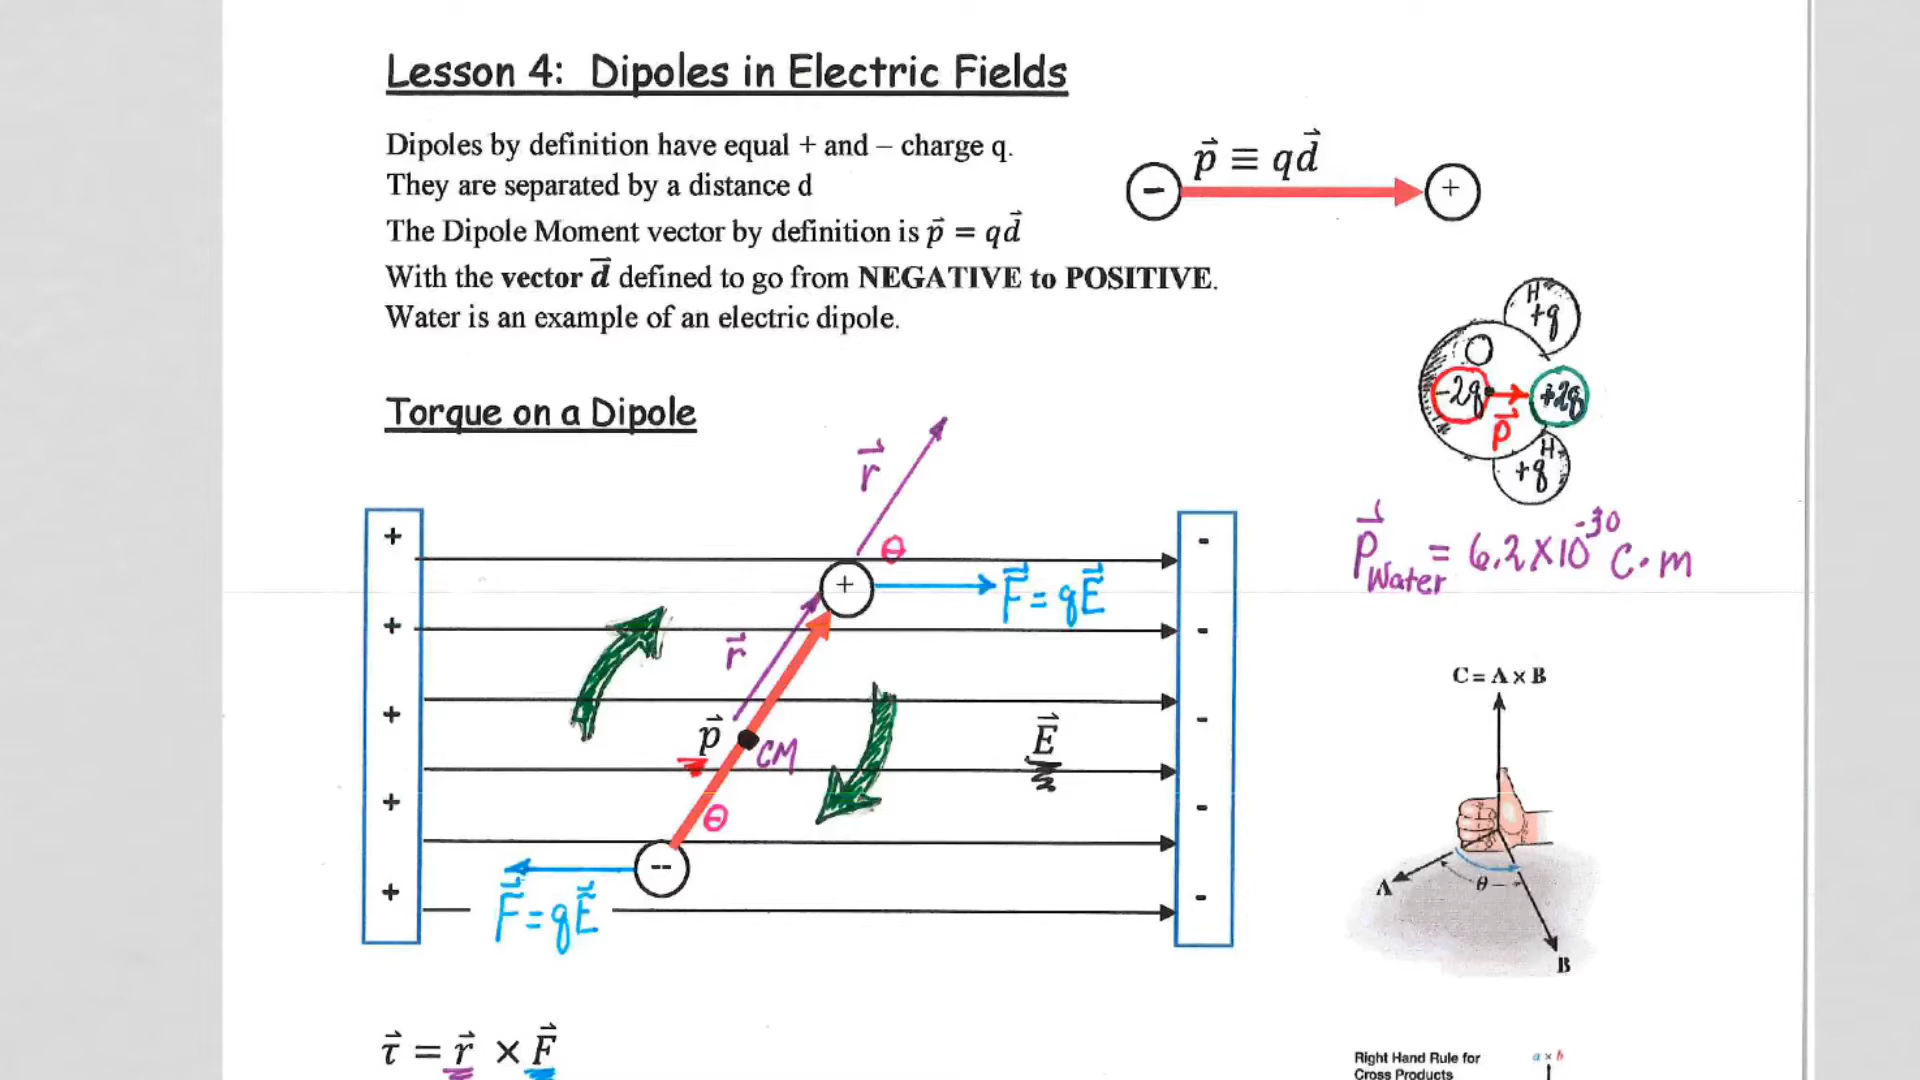 Lesson 4: Dipoles in Electric Fields
Dipoles by definition have equal + and – charge q.
They are separated by a distance d
The Dipole Moment vector by definition is p⃗ = qd⃗
With the vector d⃗ defined to go from NEGATIVE to POSITIVE.
Water is an example of an electric dipole.
p⃗ ≡ qd⃗
- +
H +q
O
-2q +2q
p⃗
H +q
p⃗ Water = 6.2×10⁻³⁰ C·m
Torque on a Dipole
r⃗
θ
+ -
+ F⃗ = qE⃗
+
r⃗
+ -
p⃗ CM E⃗
+ -
θ
--
+ -
F⃗ = qE⃗
C = A × B
A θ
B
τ⃗ = r⃗ × F⃗
Right Hand Rule for a × b
Cross Products